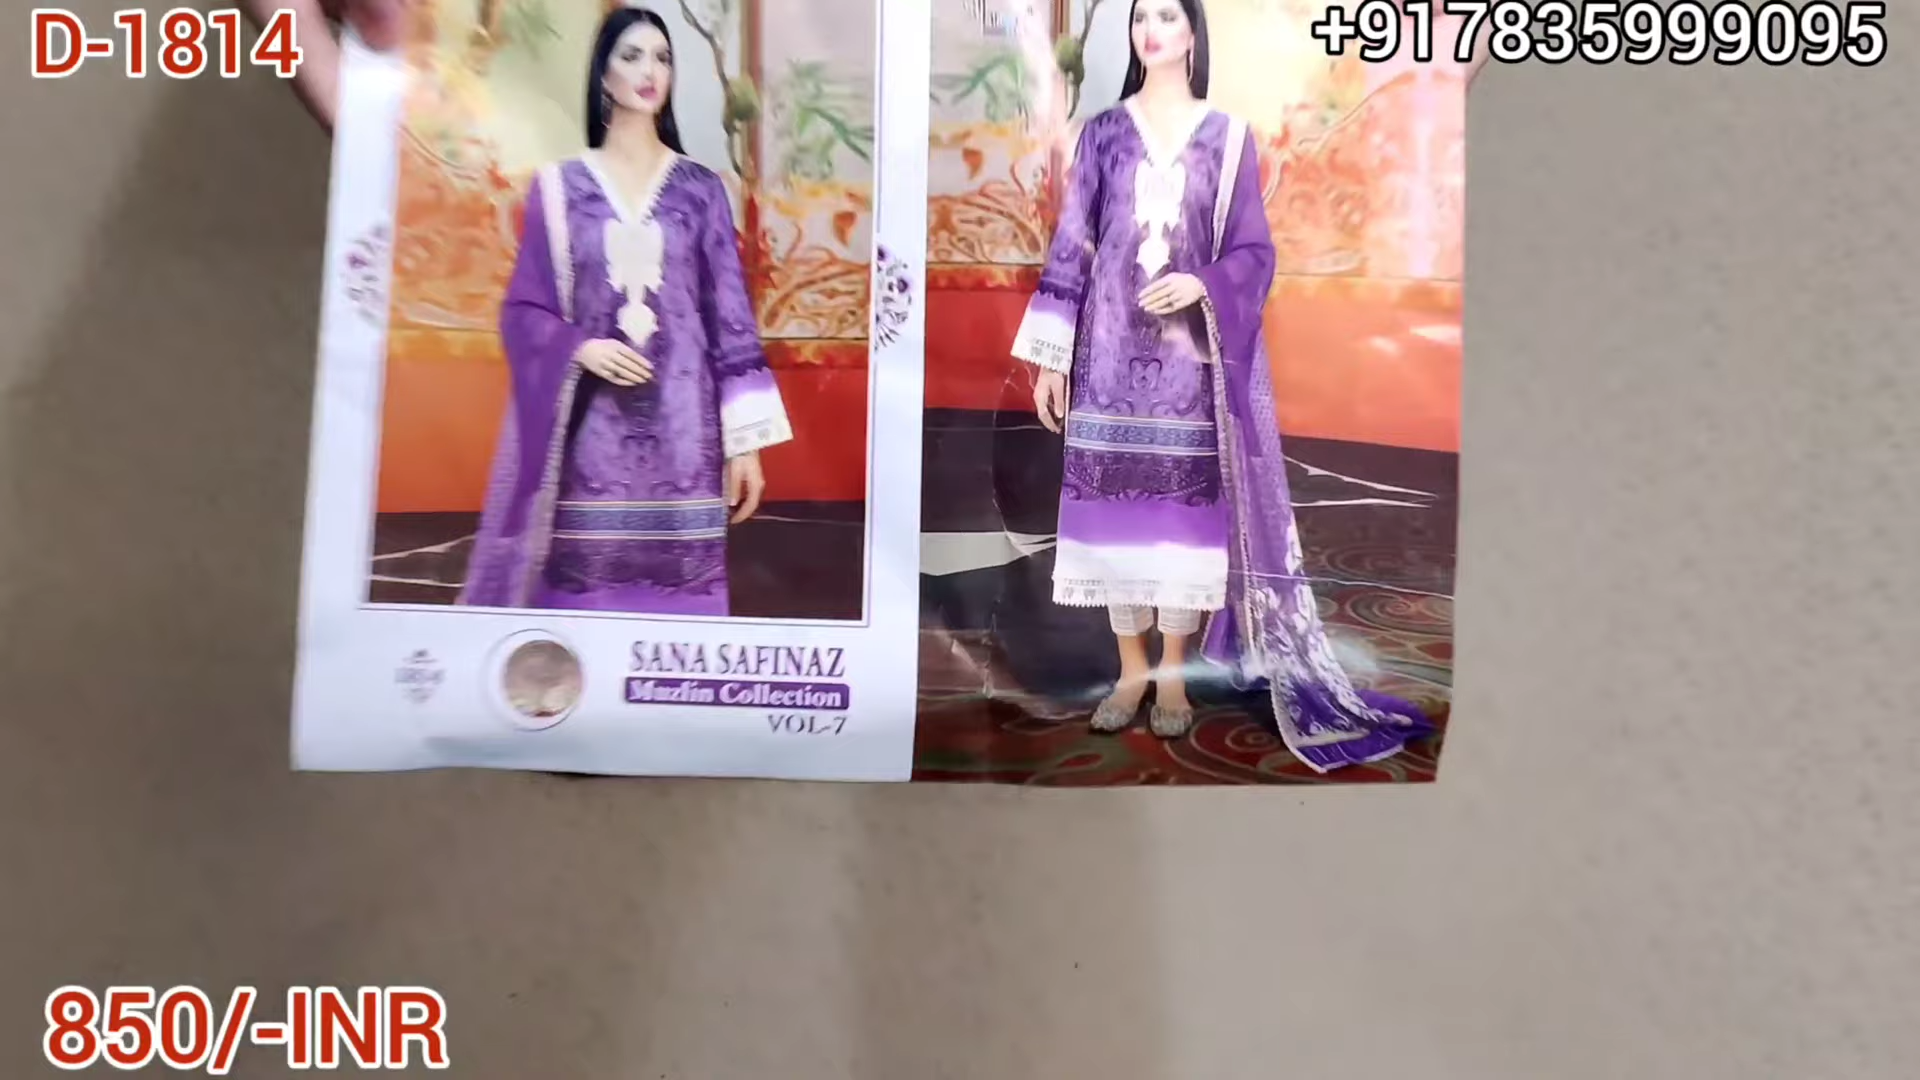 D-1814
+917835999095
SANA SAFINAZ
Muzlin Collection
VOL-7
850/-INR